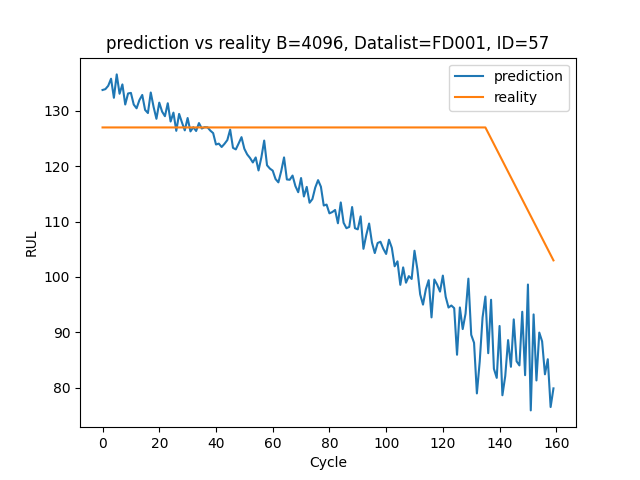 prediction vs reality B=4096, Datalist=FD001, ID=57
prediction
reality
130
120
110
100
90
80
RUL
0 20 40 60 80 100 120 140 160
Cycle